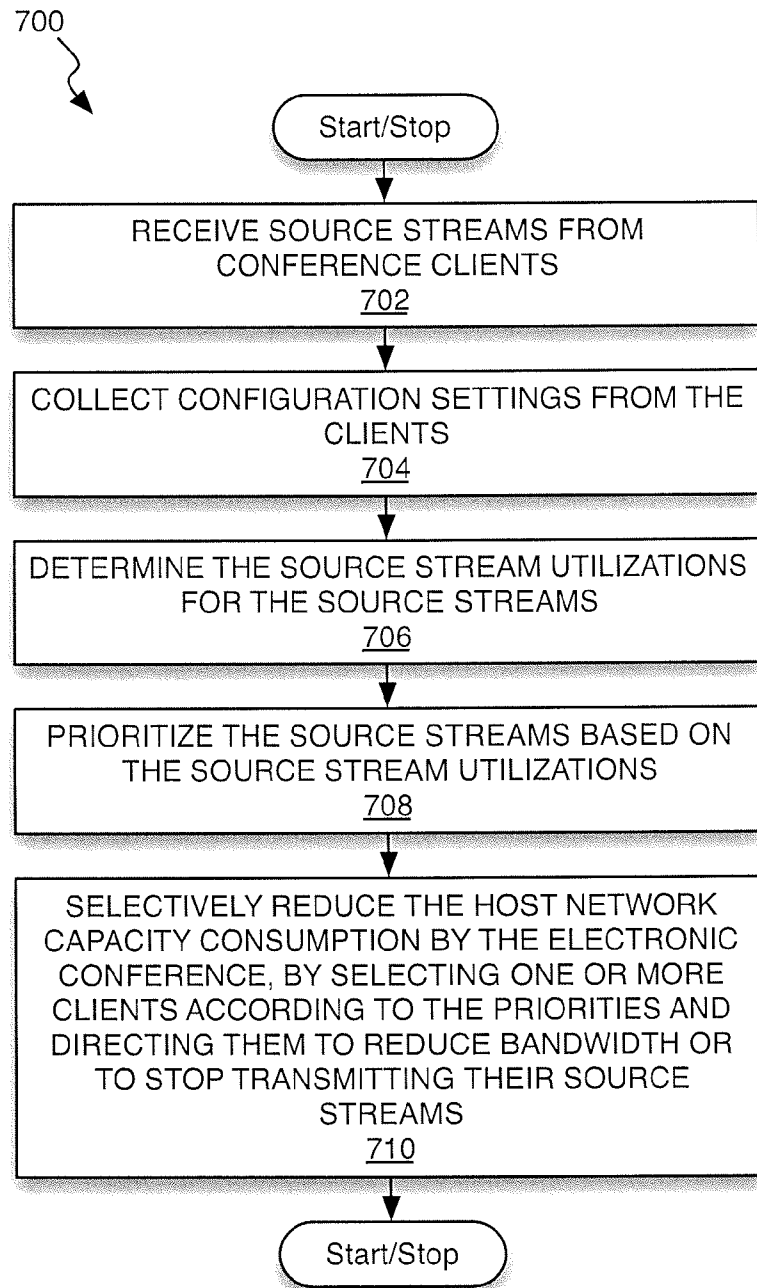 700
Start/Stop
RECEIVE SOURCE STREAMS FROM
CONFERENCE CLIENTS
702
COLLECT CONFIGURATION SETTINGS FROM THE
CLIENTS
704
DETERMINE THE SOURCE STREAM UTILIZATIONS
FOR THE SOURCE STREAMS
706
PRIORITIZE THE SOURCE STREAMS BASED ON
THE SOURCE STREAM UTILIZATIONS
708
SELECTIVELY REDUCE THE HOST NETWORK
CAPACITY CONSUMPTION BY THE ELECTRONIC
CONFERENCE, BY SELECTING ONE OR MORE
CLIENTS ACCORDING TO THE PRIORITIES AND
DIRECTING THEM TO REDUCE BANDWIDTH OR
TO STOP TRANSMITTING THEIR SOURCE
STREAMS
710
Start/Stop